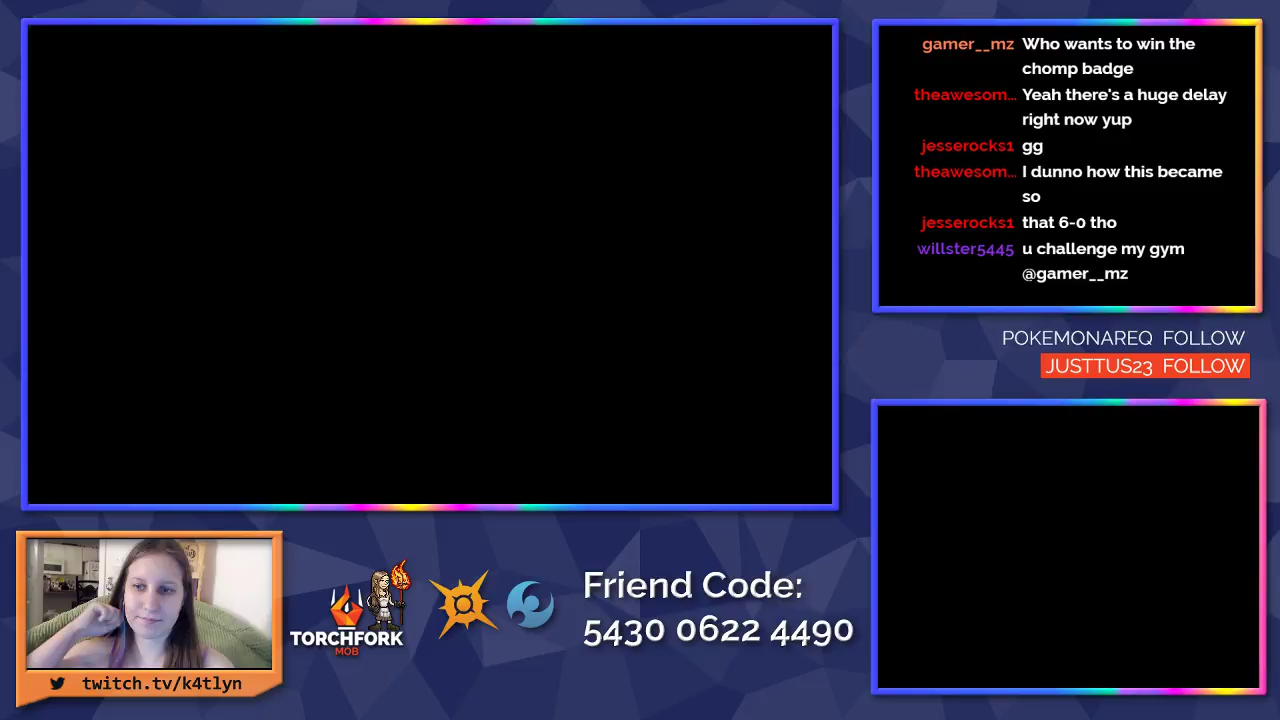 gamer__mz Who wants to win the
chomp badge
theawesom... Yeah there's a huge delay
right now yup
jesserocks1 gg
theawesom... I dunno how this became
so
jesserocks1 that 6-0 tho
willster5445 u challenge my gym
@gamer__mz
POKEMONAREQ FOLLOW
JUSTTUS23 FOLLOW
TORCHFORK
MOB
Friend Code:
5430 0622 4490
twitch.tv/k4tlyn